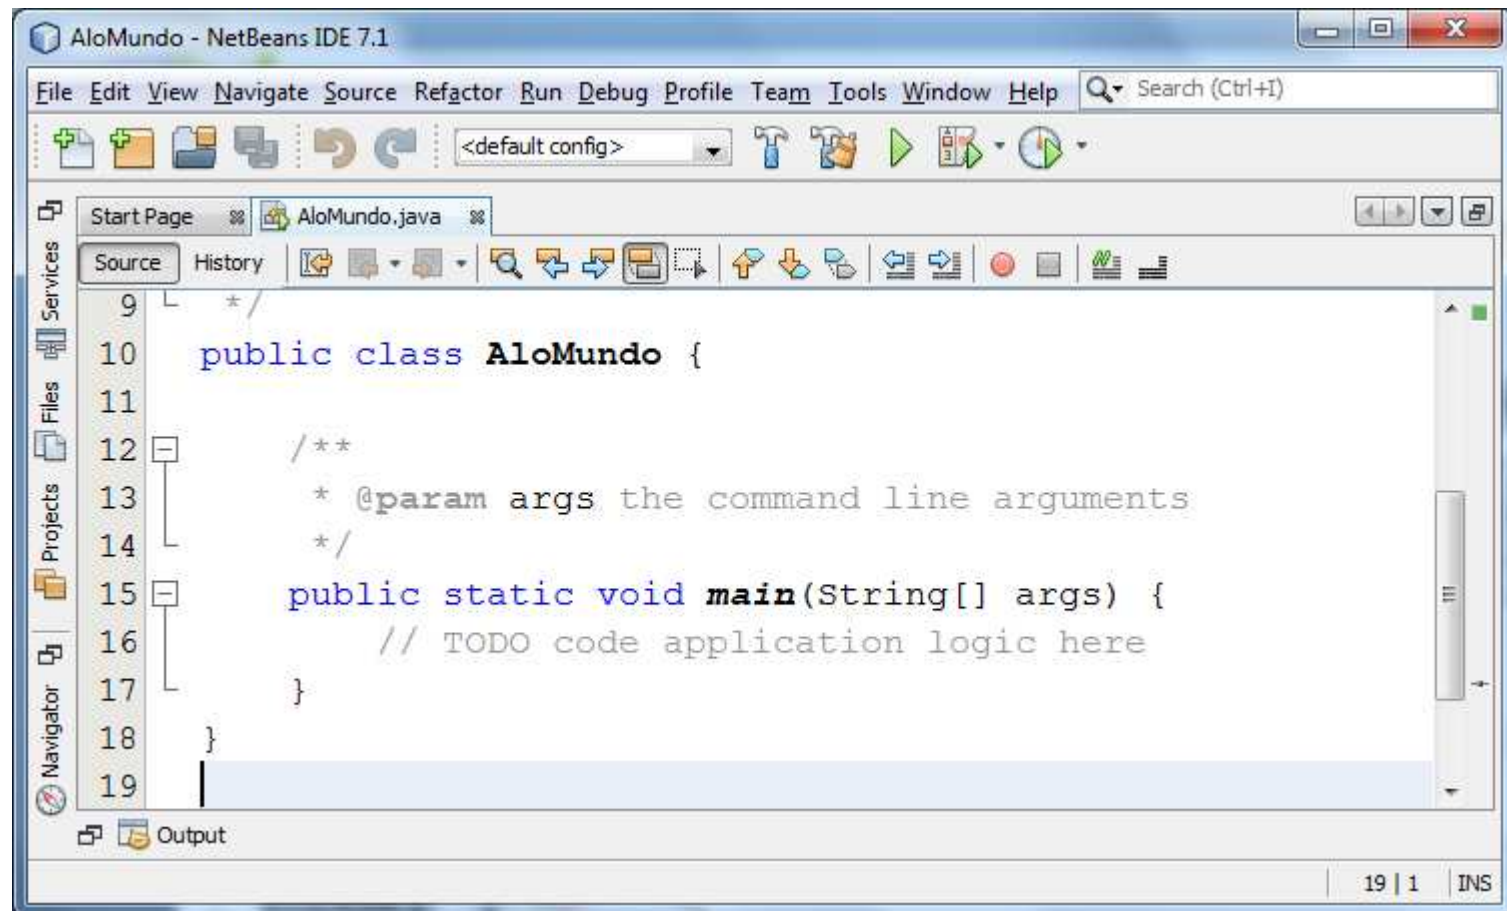 AloMundo - NetBeans IDE 7.1
File Edit View Navigate Source Refactor Run Debug Profile Team Tools Window Help Search (Ctrl+I)
<default config>
Start Page AloMundo.java
Source History
Services
Files
Projects
Navigator
9 */
10 public class AloMundo {
11
12 /**
13 * @param args the command line arguments
14 */
15 public static void main(String[] args) {
16 // TODO code application logic here
17 }
18 }
19
Output
19 | 1 INS